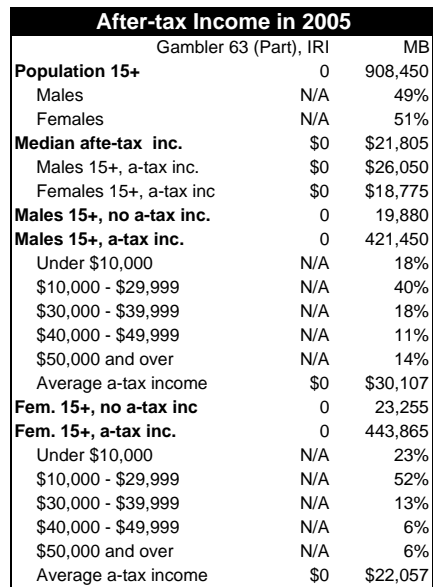 After-tax Income in 2005
Gambler 63 (Part), IRI MB
Population 15+ 0 908,450
Males N/A 49%
Females N/A 51%
Median afte-tax inc. $0 $21,805
Males 15+, a-tax inc. $0 $26,050
Females 15+, a-tax inc $0 $18,775
Males 15+, no a-tax inc. 0 19,880
Males 15+, a-tax inc. 0 421,450
Under $10,000 N/A 18%
$10,000 - $29,999 N/A 40%
$30,000 - $39,999 N/A 18%
$40,000 - $49,999 N/A 11%
$50,000 and over N/A 14%
Average a-tax income $0 $30,107
Fem. 15+, no a-tax inc 0 23,255
Fem. 15+, a-tax inc. 0 443,865
Under $10,000 N/A 23%
$10,000 - $29,999 N/A 52%
$30,000 - $39,999 N/A 13%
$40,000 - $49,999 N/A 6%
$50,000 and over N/A 6%
Average a-tax income $0 $22,057